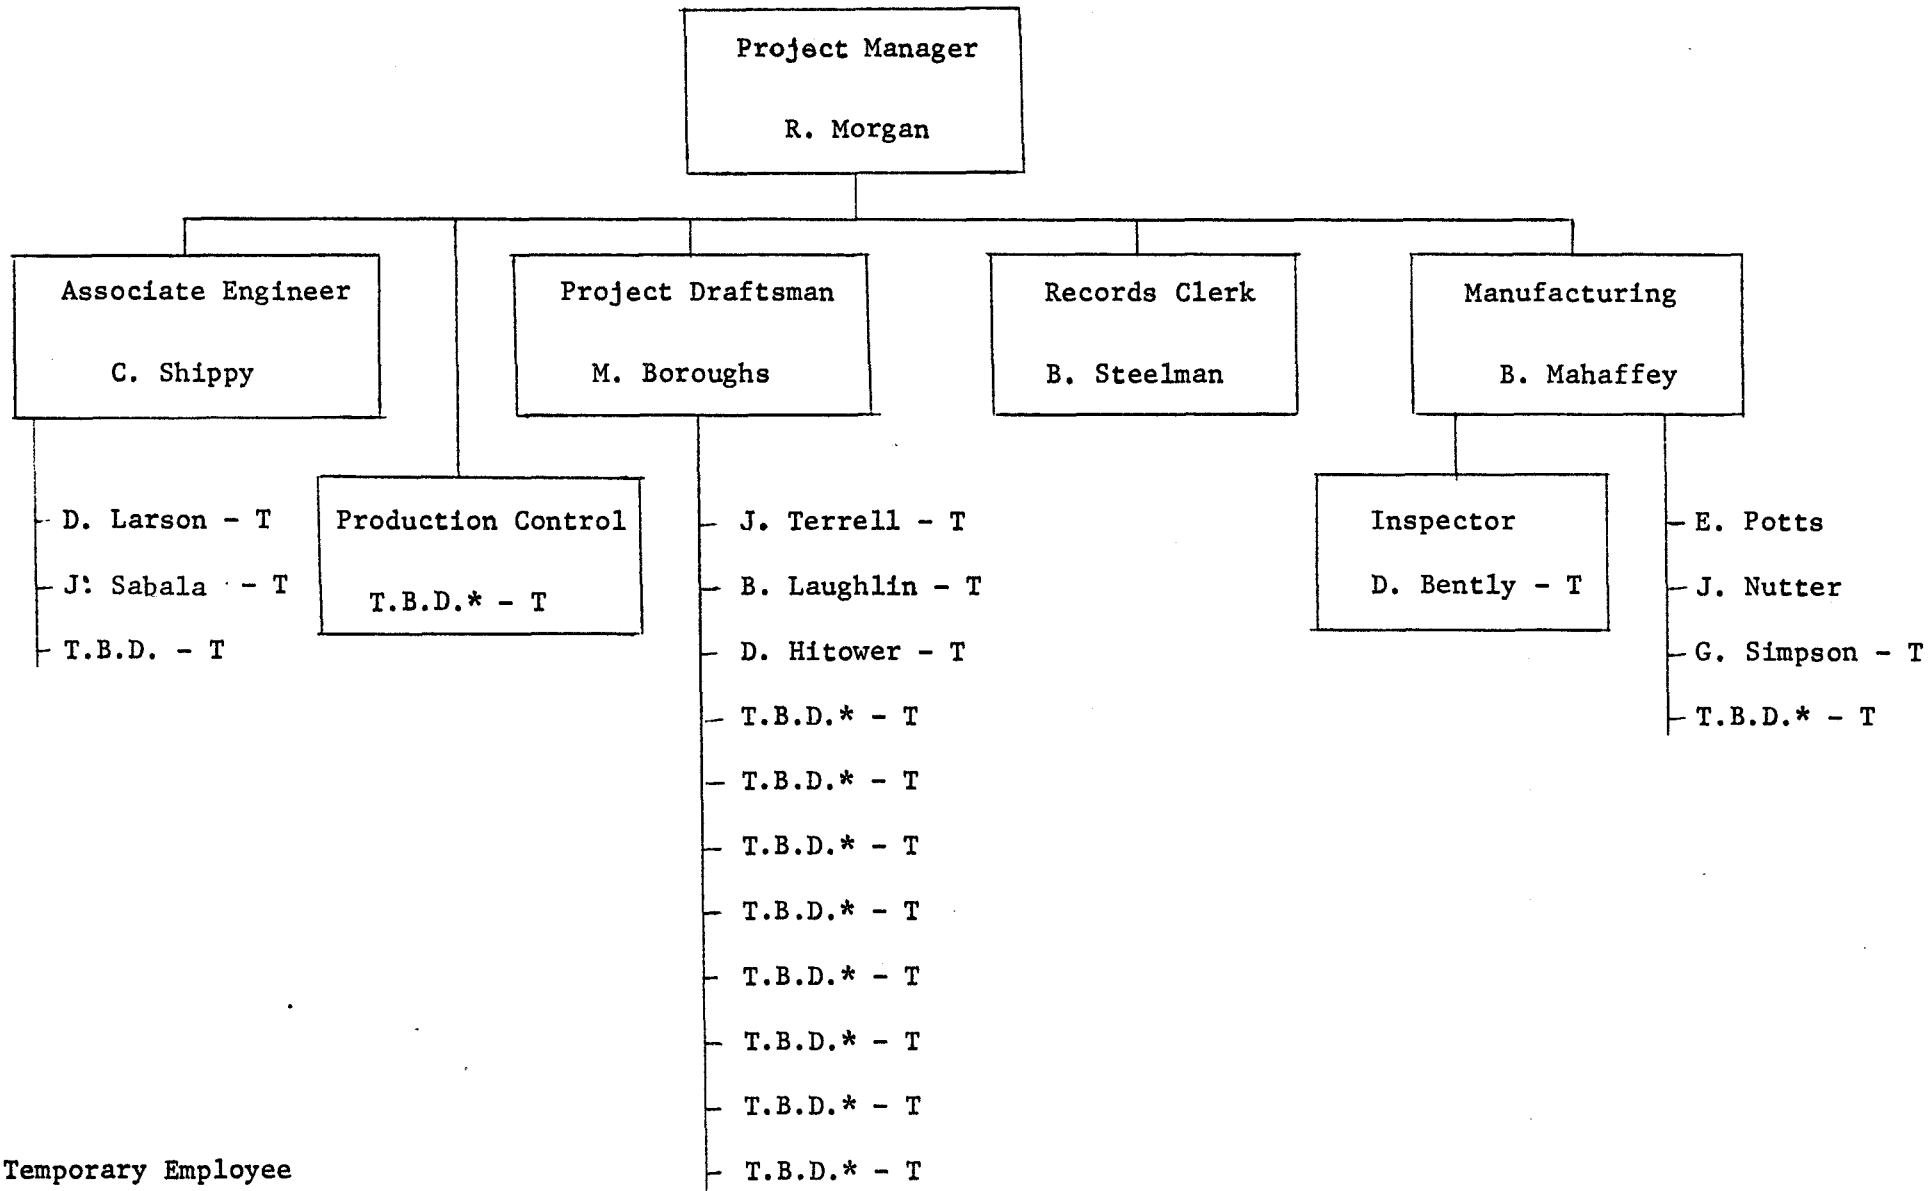 Project Manager
R. Morgan
Associate Engineer
C. Shippy
Project Draftsman
M. Boroughs
Records Clerk
B. Steelman
Manufacturing
B. Mahaffey
D. Larson - T
J. Sabala - T
T.B.D. - T
Production Control
T.B.D.* - T
J. Terrell - T
B. Laughlin - T
D. Hitower - T
T.B.D.* - T
T.B.D.* - T
T.B.D.* - T
T.B.D.* - T
T.B.D.* - T
T.B.D.* - T
T.B.D.* - T
T.B.D.* - T
Inspector
D. Bently - T
E. Potts
J. Nutter
G. Simpson - T
T.B.D.* - T
Temporary Employee